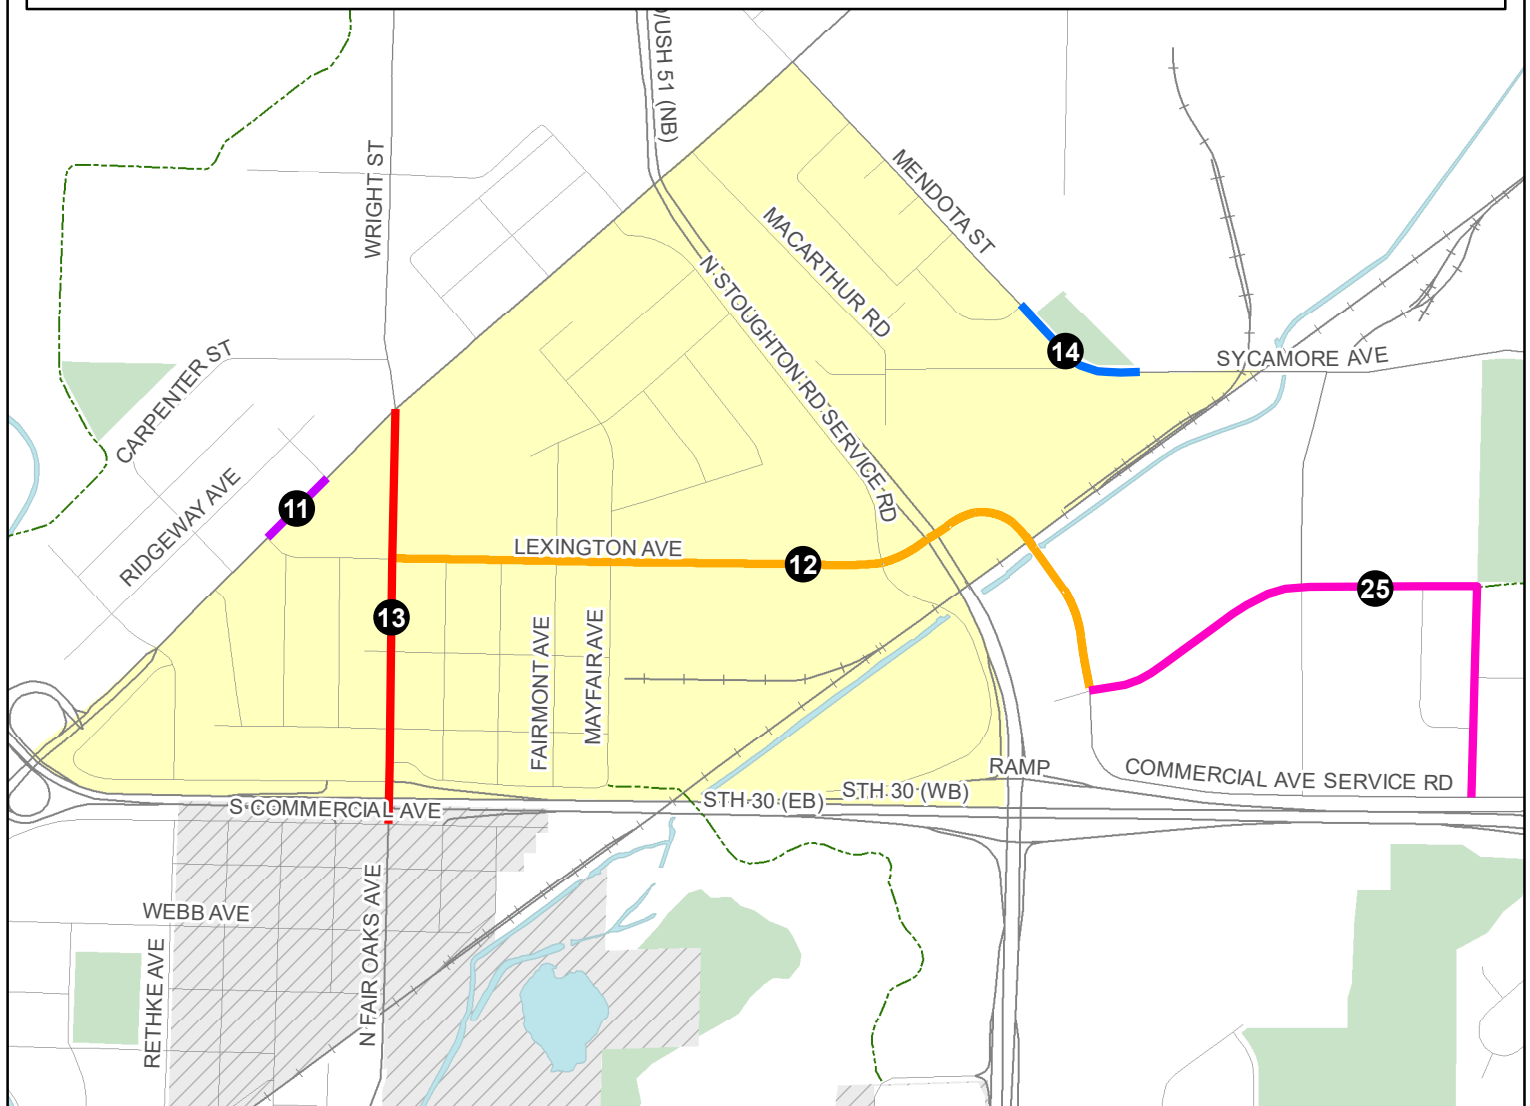 /USH 51 (NB)
WRIGHT ST
MENDOTA ST
MACARTHUR RD
N STOUGHTON RD SERVICE RD
14
SYCAMORE AVE
CARPENTER ST
RIDGEWAY AVE
11
LEXINGTON AVE
12
25
13
FAIRMONT AVE
MAYFAIR AVE
RAMP
COMMERCIAL AVE SERVICE RD
STH 30 (WB)
STH 30 (EB)
S COMMERCIAL AVE
WEBB AVE
N FAIR OAKS AVE
RETHKE AVE